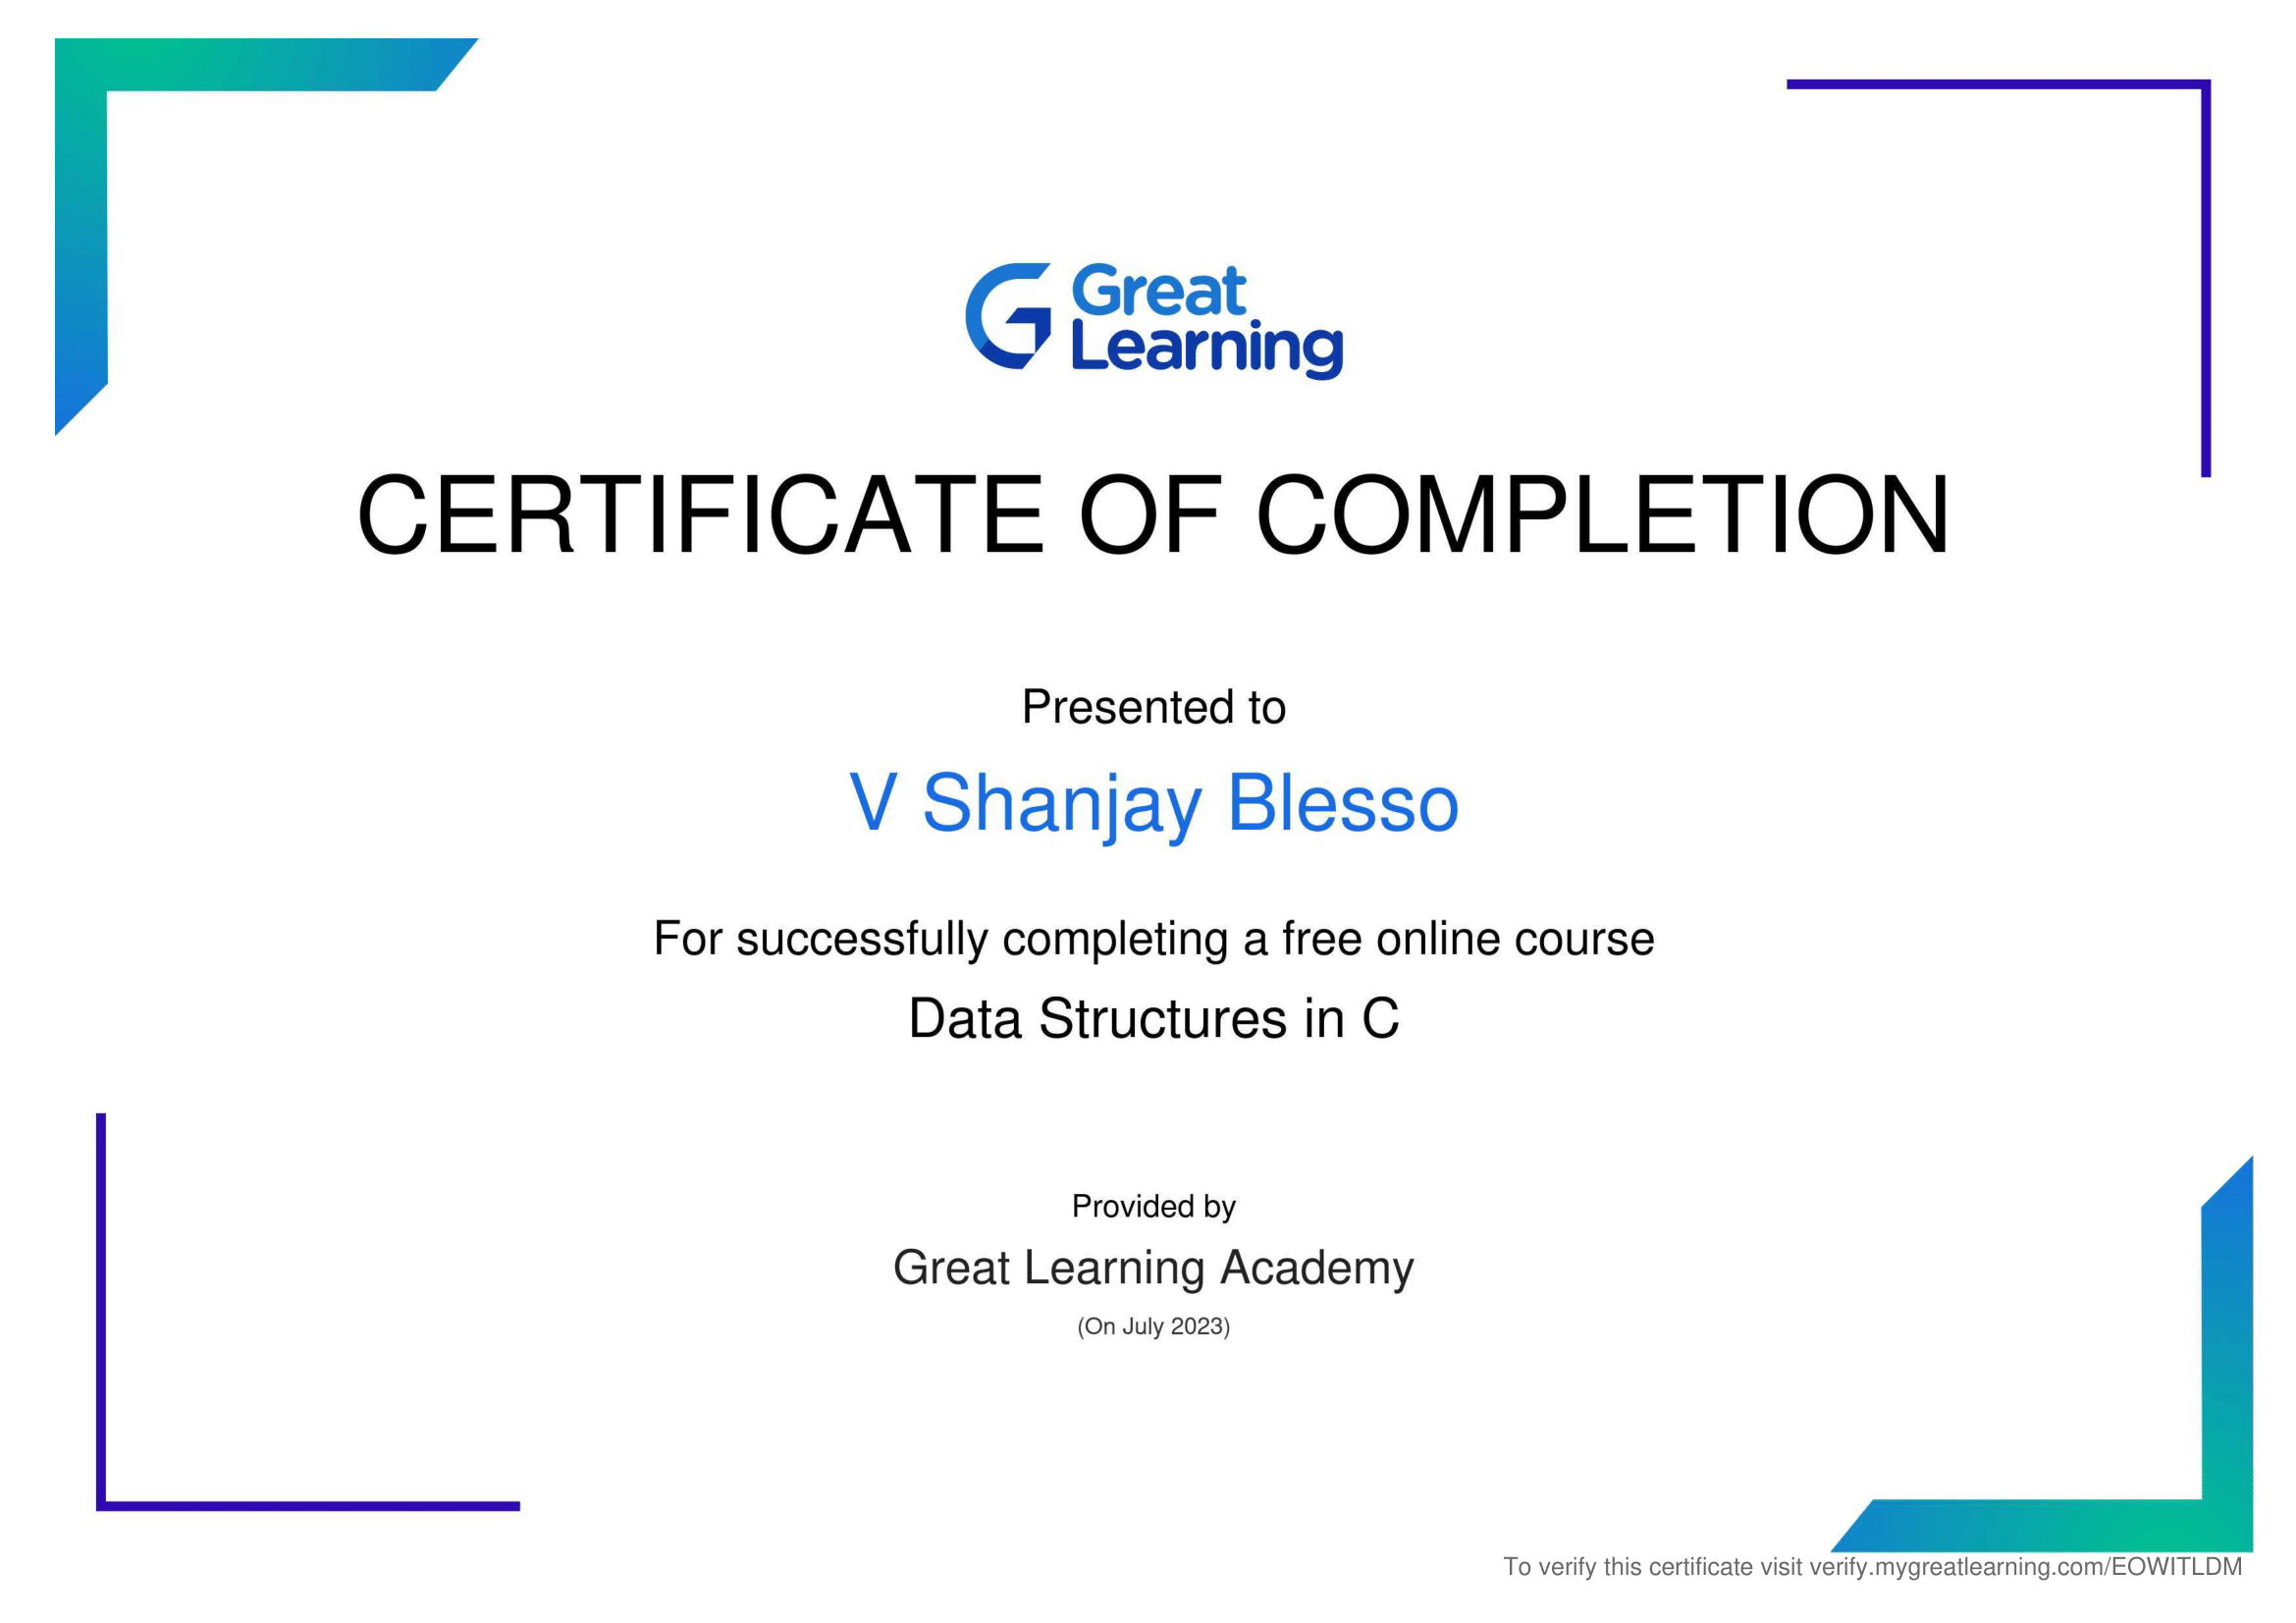 Great
Learning
CERTIFICATE OF COMPLETION
Presented to
V Shanjay Blesso
For successfully completing a free online course
Data Structures in C
Provided by
Great Learning Academy
(On July 2023)
To verify this certificate visit verify.mygreatlearning.com/EOWITLDM